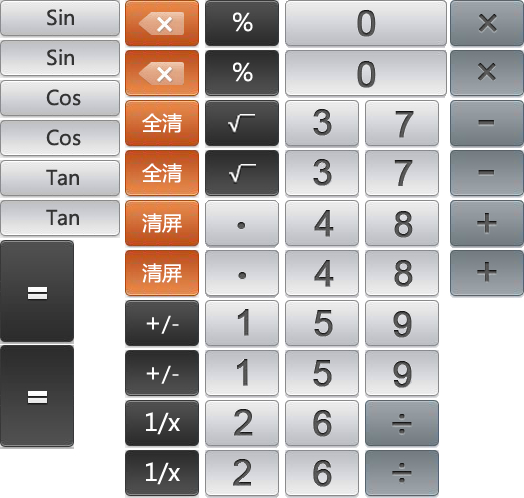 Sin % 0 ×
Sin % 0 ×
Cos 全清 √ 3 7 −
Cos 全清 √ 3 7 −
Tan 清屏 · 4 8 +
Tan 清屏 · 4 8 +
= +/- 1 5 9
= +/- 1 5 9
1/x 2 6 ÷
1/x 2 6 ÷